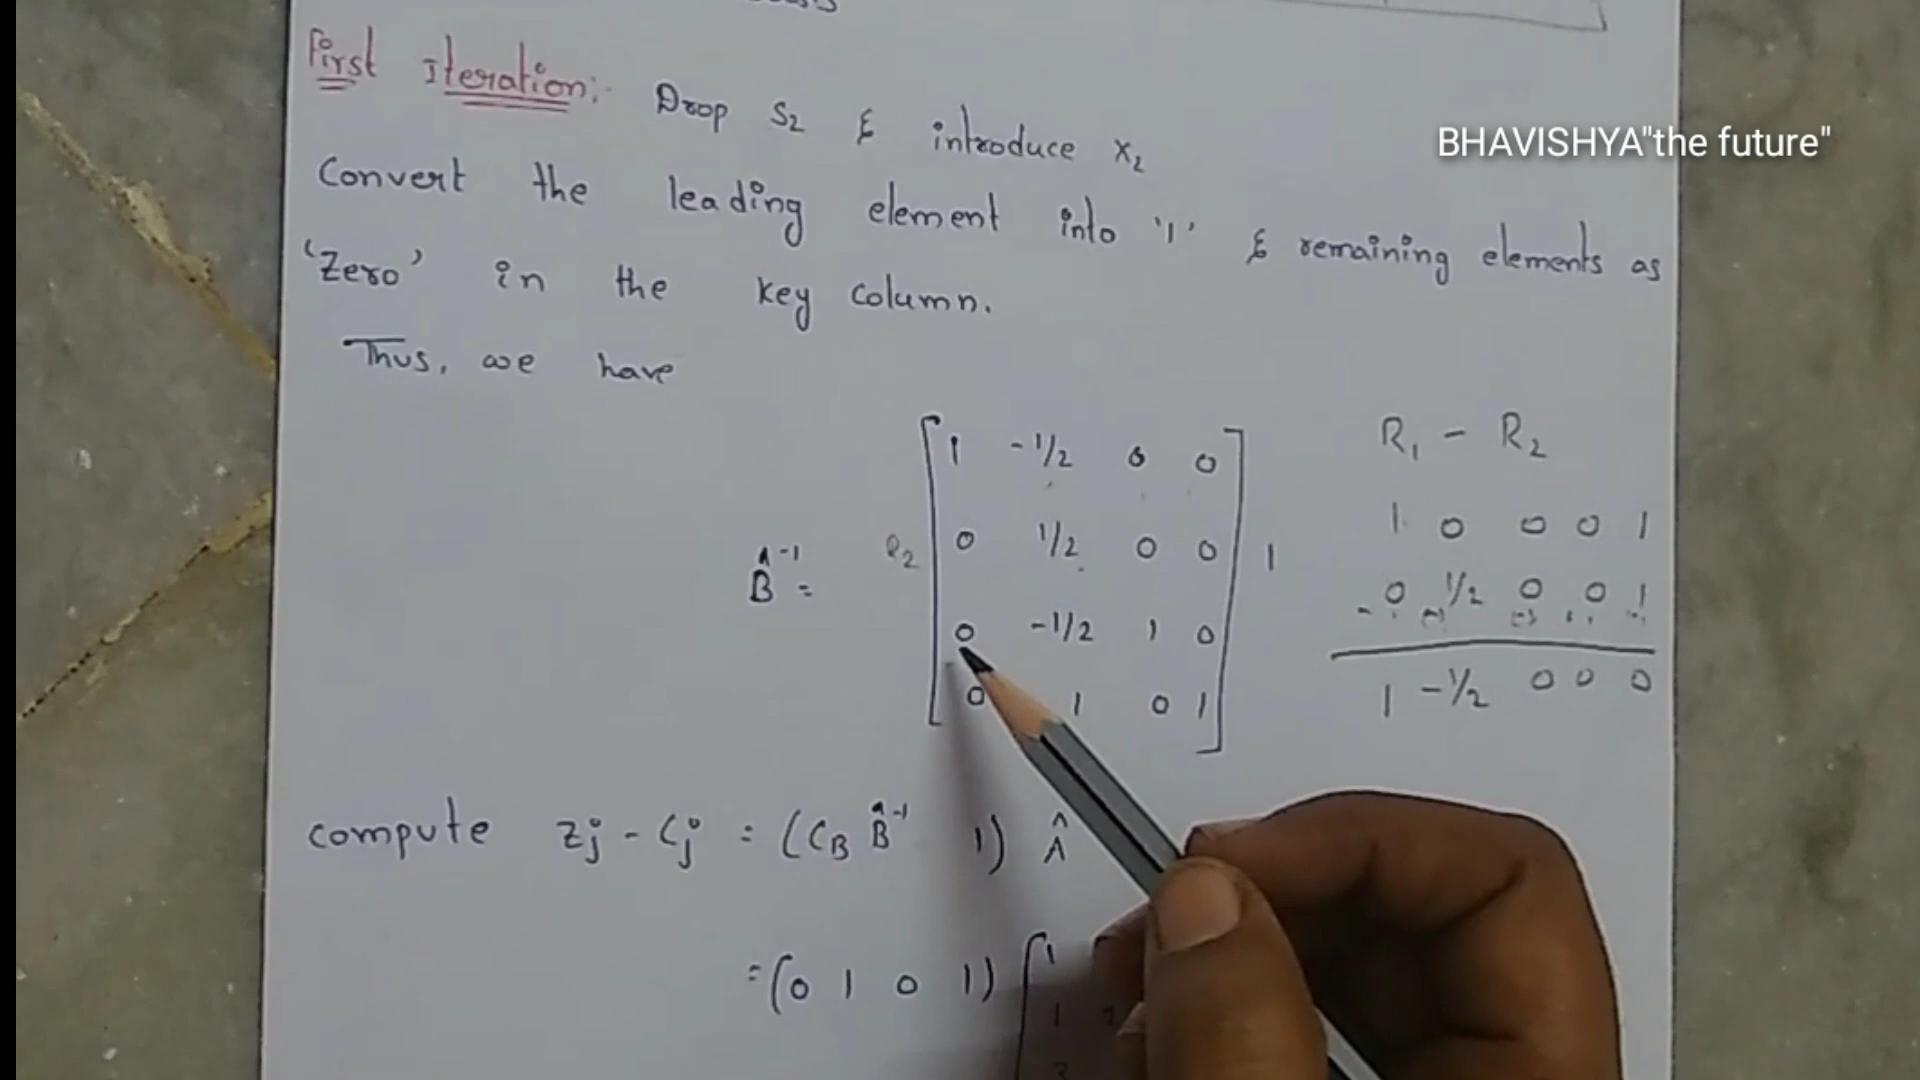 First Iteration: Drop S2 & introduce X2
BHAVISHYA"the future"
Convert the leading element into '1' & remaining elements as
'Zero' in the key column.
Thus, we have
B̂⁻¹ =
R2
1 -1/2 0 0
0 1/2 0 0 1
0 -1/2 1 0
0 1 0 1
R1 - R2
1 0 0 0 1
0 1/2 0 0 1
1 -1/2 0 0 0
compute Zj - Cj = (CB B̂⁻¹ 1) Â
= (0 1 0 1) [1
1